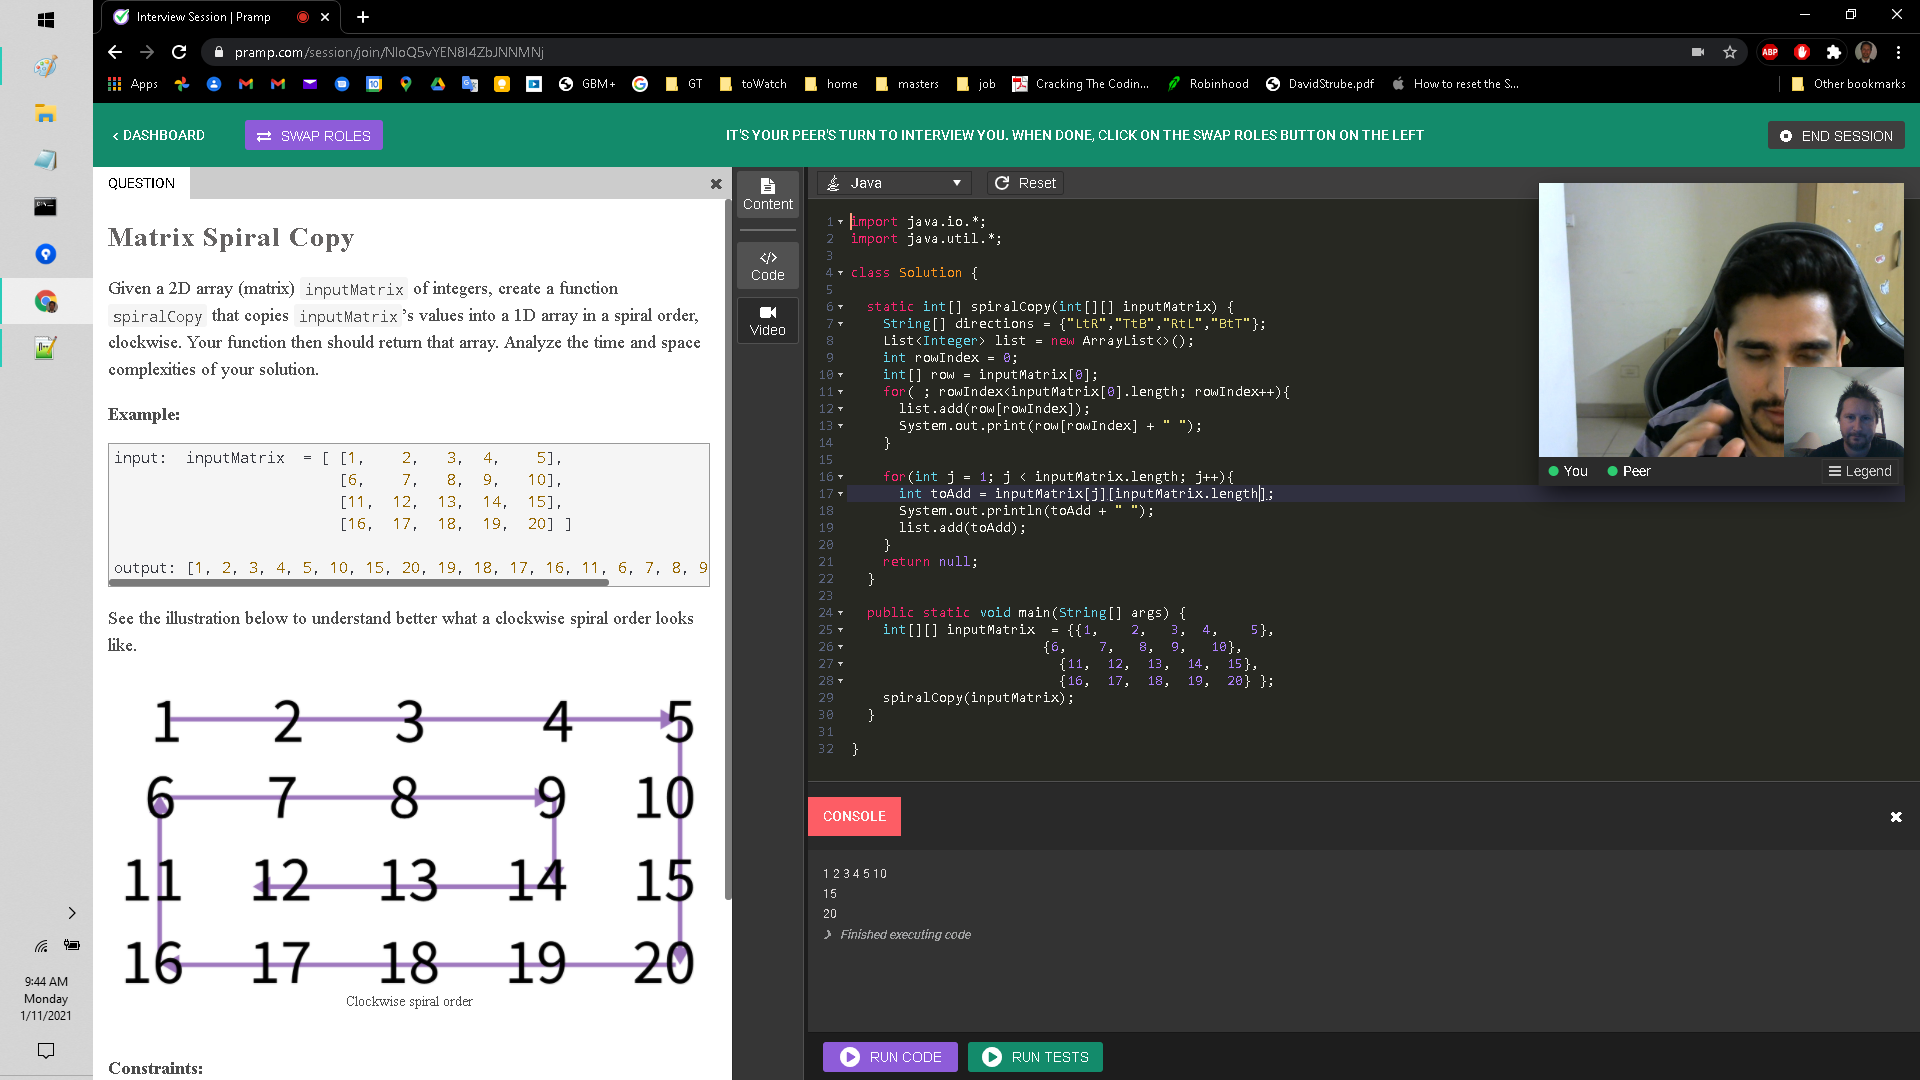 Interview Session | Pramp
pramp.com/session/join/NloQ5vYEN8I4ZbJNNMNj
ABP
Apps
GBM+
GT
toWatch
home
masters
job
Cracking The Codin...
Robinhood
DavidStrube.pdf
How to reset the S...
Other bookmarks
DASHBOARD
SWAP ROLES
IT'S YOUR PEER'S TURN TO INTERVIEW YOU. WHEN DONE, CLICK ON THE SWAP ROLES BUTTON ON THE LEFT
END SESSION
QUESTION
Matrix Spiral Copy
Given a 2D array (matrix) inputMatrix of integers, create a function
spiralCopy that copies inputMatrix's values into a 1D array in a spiral order,
clockwise. Your function then should return that array. Analyze the time and space
complexities of your solution.
Example:
input: inputMatrix = [ [1, 2, 3, 4, 5],
[6, 7, 8, 9, 10],
[11, 12, 13, 14, 15],
[16, 17, 18, 19, 20] ]
output: [1, 2, 3, 4, 5, 10, 15, 20, 19, 18, 17, 16, 11, 6, 7, 8, 9
See the illustration below to understand better what a clockwise spiral order looks
like.
1 2 3 4 5
6 7 8 9 10
11 12 13 14 15
16 17 18 19 20
Clockwise spiral order
Constraints:
Content
Code
Video
Java
Reset
1 import java.io.*;
2 import java.util.*;
3
4 class Solution {
5
6 static int[] spiralCopy(int[][] inputMatrix) {
7 String[] directions = {"LtR","TtB","RtL","BtT"};
8 List<Integer> list = new ArrayList<>();
9 int rowIndex = 0;
10 int[] row = inputMatrix[0];
11 for( ; rowIndex<inputMatrix[0].length; rowIndex++){
12 list.add(row[rowIndex]);
13 System.out.print(row[rowIndex] + " ");
14 }
15
16 for(int j = 1; j < inputMatrix.length; j++){
17 int toAdd = inputMatrix[j][inputMatrix.length];
18 System.out.println(toAdd + " ");
19 list.add(toAdd);
20 }
21 return null;
22 }
23
24 public static void main(String[] args) {
25 int[][] inputMatrix = {{1, 2, 3, 4, 5},
26 {6, 7, 8, 9, 10},
27 {11, 12, 13, 14, 15},
28 {16, 17, 18, 19, 20} };
29 spiralCopy(inputMatrix);
30 }
31
32 }
You
Peer
Legend
CONSOLE
1 2 3 4 5 10
15
20
Finished executing code
RUN CODE
RUN TESTS
9:44 AM
Monday
1/11/2021